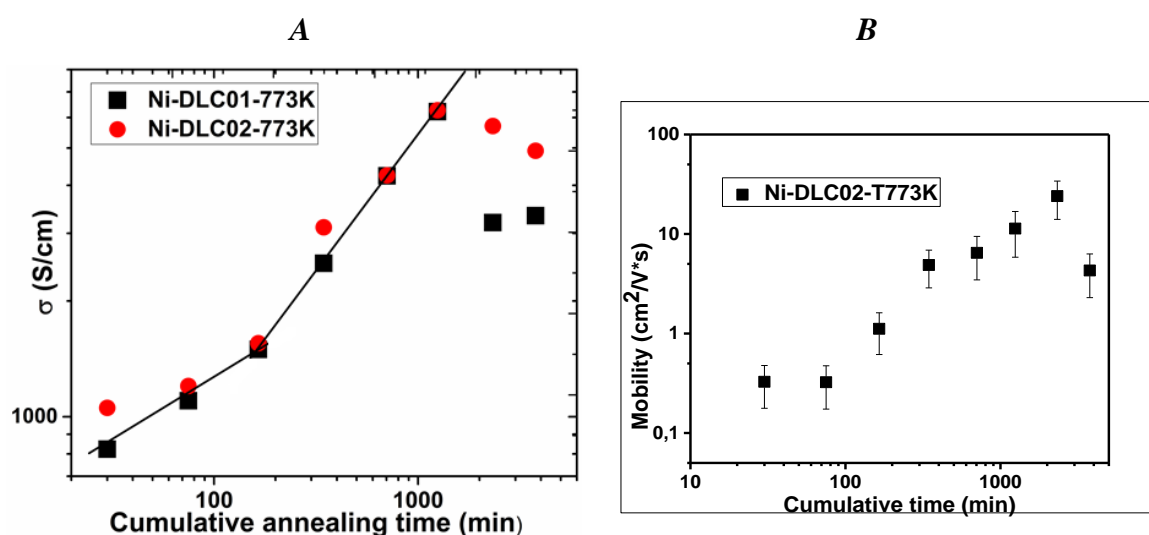 A
B
Ni-DLC01-773K
Ni-DLC02-773K
σ (S/cm)
1000
100
1000
Cumulative annealing time (min)
Ni-DLC02-T773K
Mobility (cm²/V*s)
100
10
1
0,1
10
100
1000
Cumulative time (min)